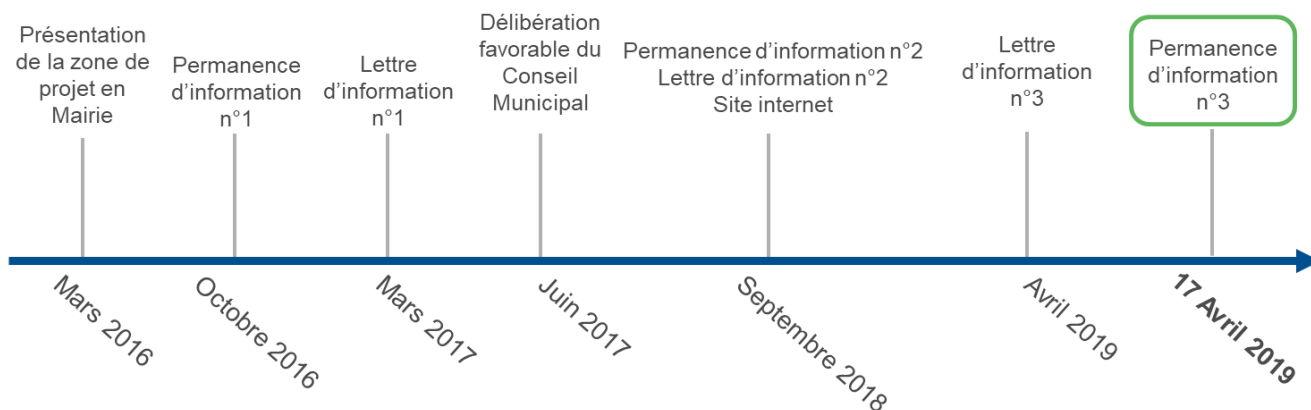 Présentation
de la zone de
projet en
Mairie
Permanence
d'information
n°1
Lettre
d'information
n°1
Délibération
favorable du
Conseil
Municipal
Permanence d'information n°2
Lettre d'information n°2
Site internet
Lettre
d'information
n°3
Permanence
d'information
n°3
Mars 2016
Octobre 2016
Mars 2017
Juin 2017
Septembre 2018
Avril 2019
17 Avril 2019